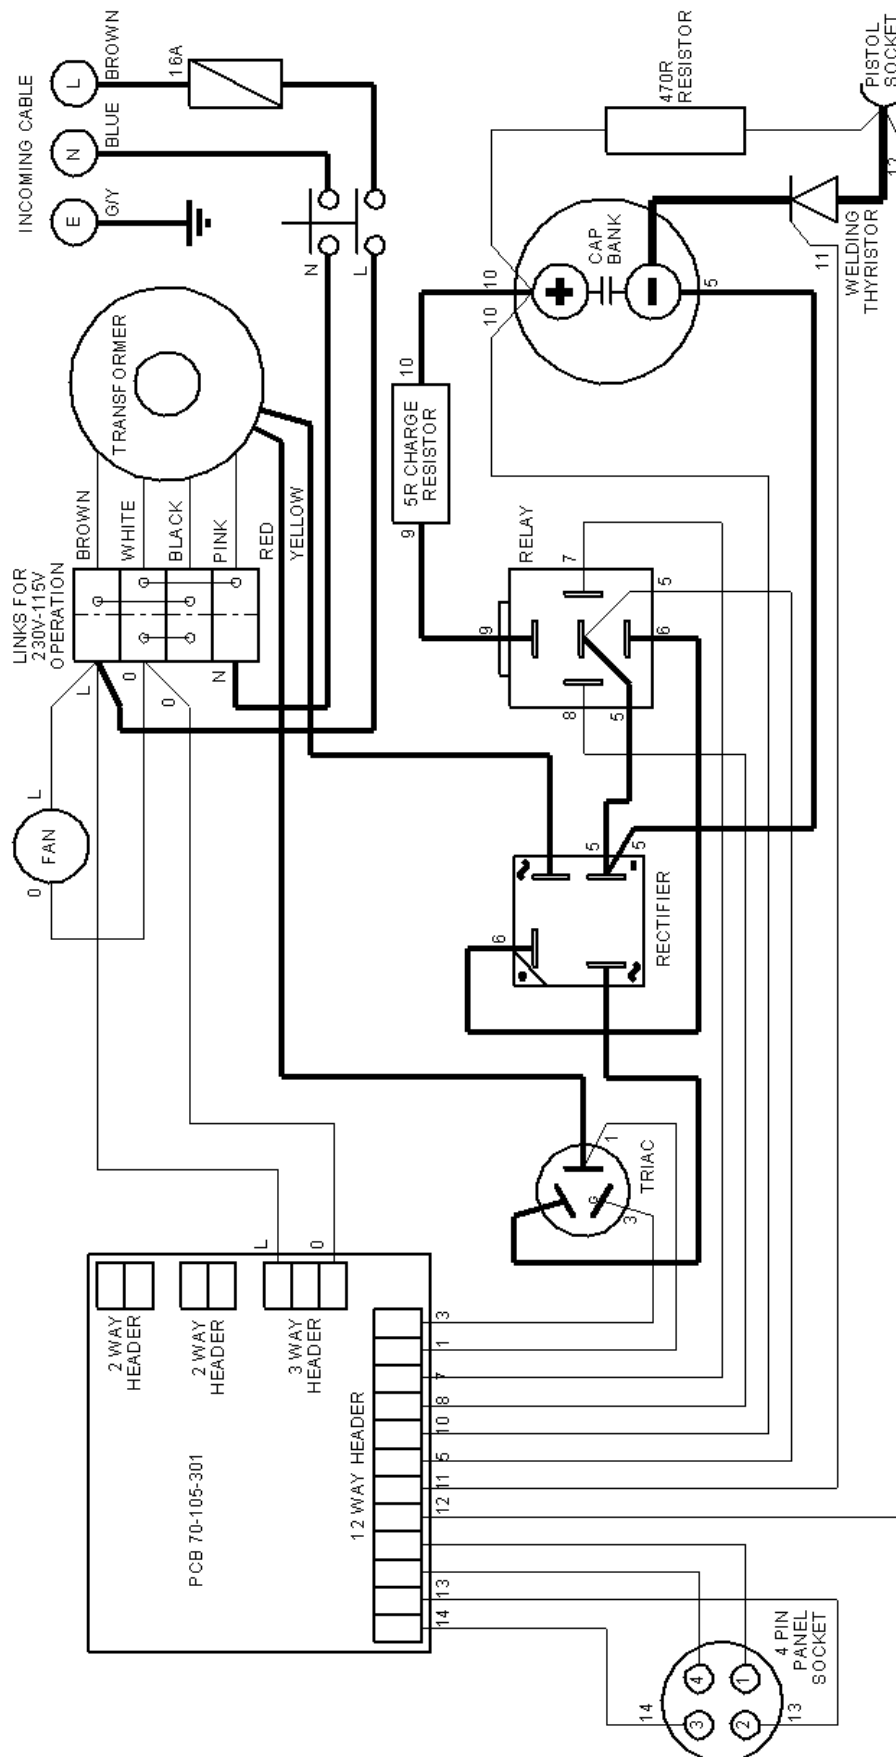 INCOMING CABLE
E
N
L
G/Y
BLUE
BROWN
16A
N
L
TRANSFORMER
LINKS FOR
230V-115V
OPERATION
BROWN
WHITE
BLACK
PINK
RED
YELLOW
L
0
0
N
FAN
0
L
470R
RESISTOR
PISTOL
SOCKET
12
CAP
BANK
+
-
10
10
5
11
WELDING
THYRISTOR
5R CHARGE
RESISTOR
9
10
RELAY
9
7
8
5
5
6
RECTIFIER
6
5
5
~
~
-
TRIAC
1
G
3
PCB 70-105-301
2 WAY
HEADER
2 WAY
HEADER
3 WAY
HEADER
L
0
12 WAY HEADER
14
13
12
11
5
10
8
7
1
3
4 PIN
PANEL
SOCKET
14
13
3
4
2
1